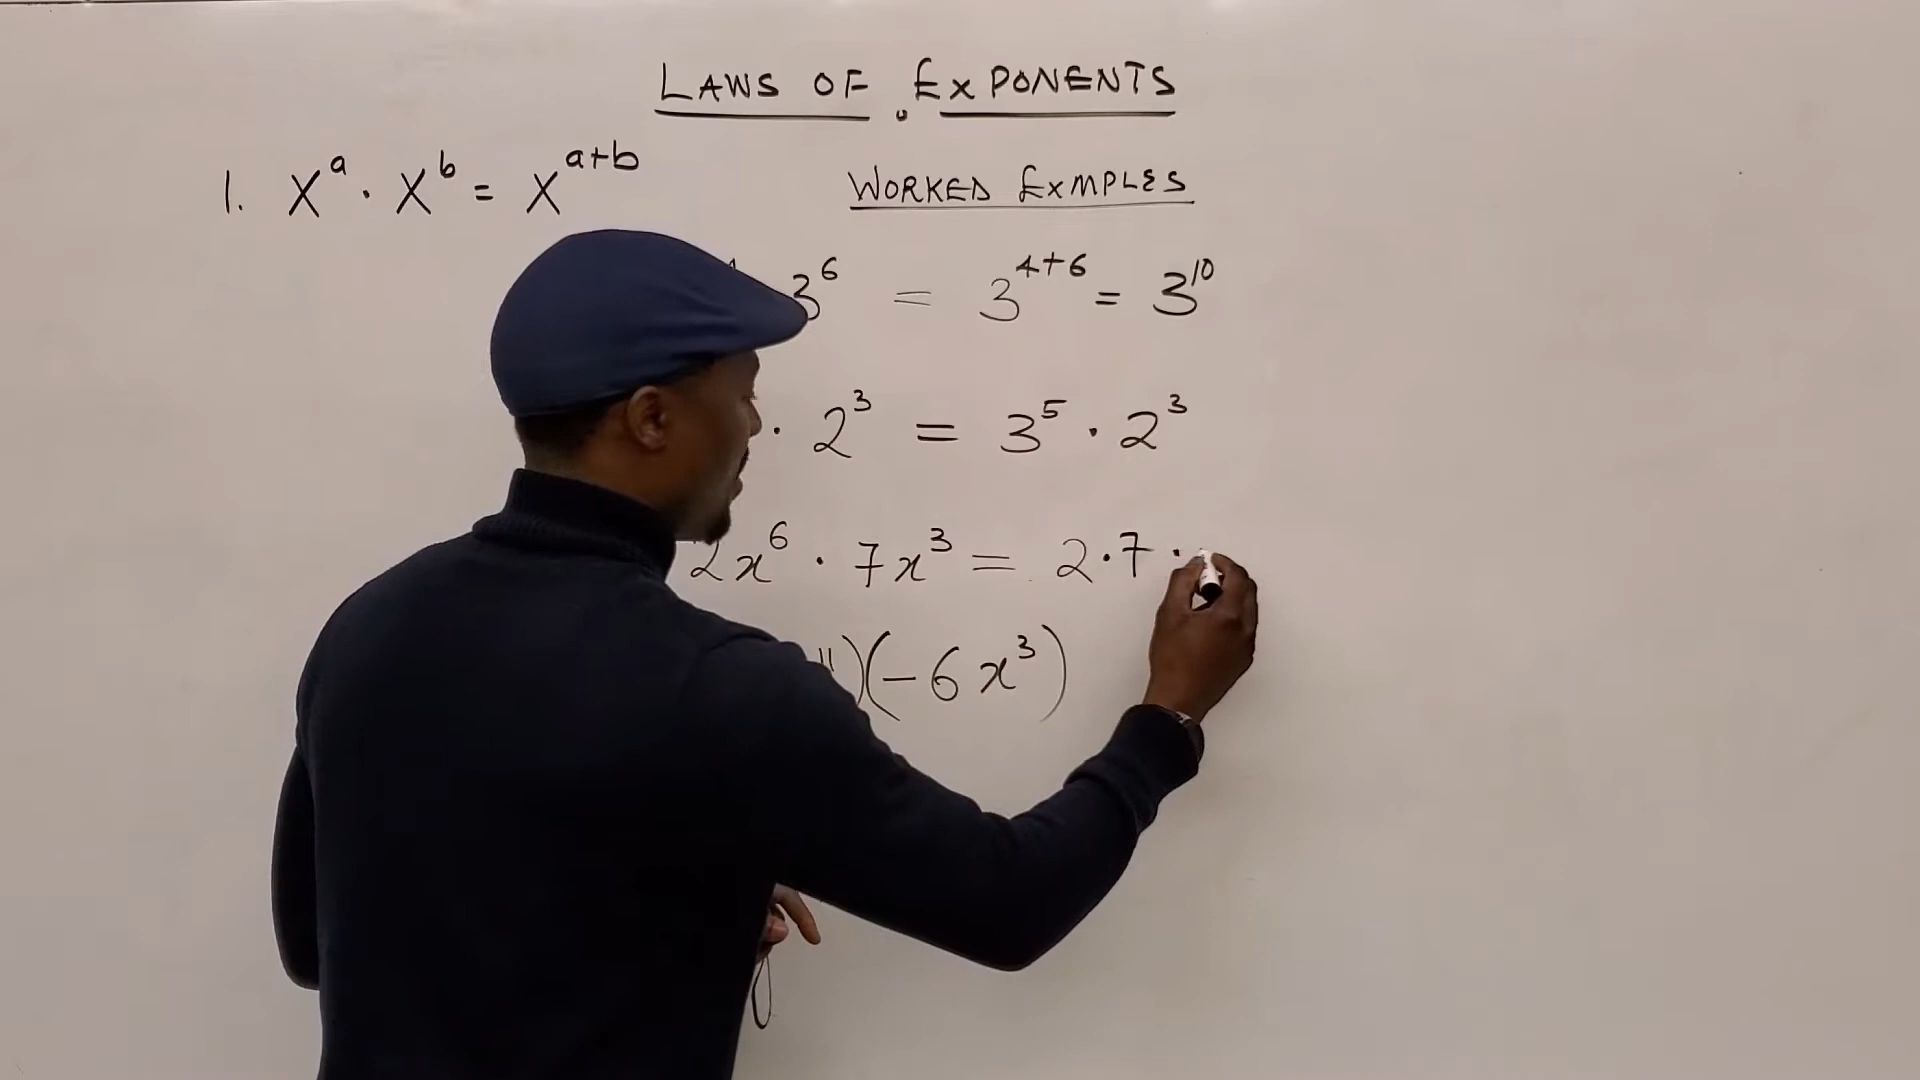 LAWS OF EXPONENTS
1. X^a · X^b = X^(a+b)
WORKED EXMPLES
3^6 = 3^(4+6) = 3^10
· 2^3 = 3^5 · 2^3
2x^6 · 7x^3 = 2·7 ·
)(-6x^3)